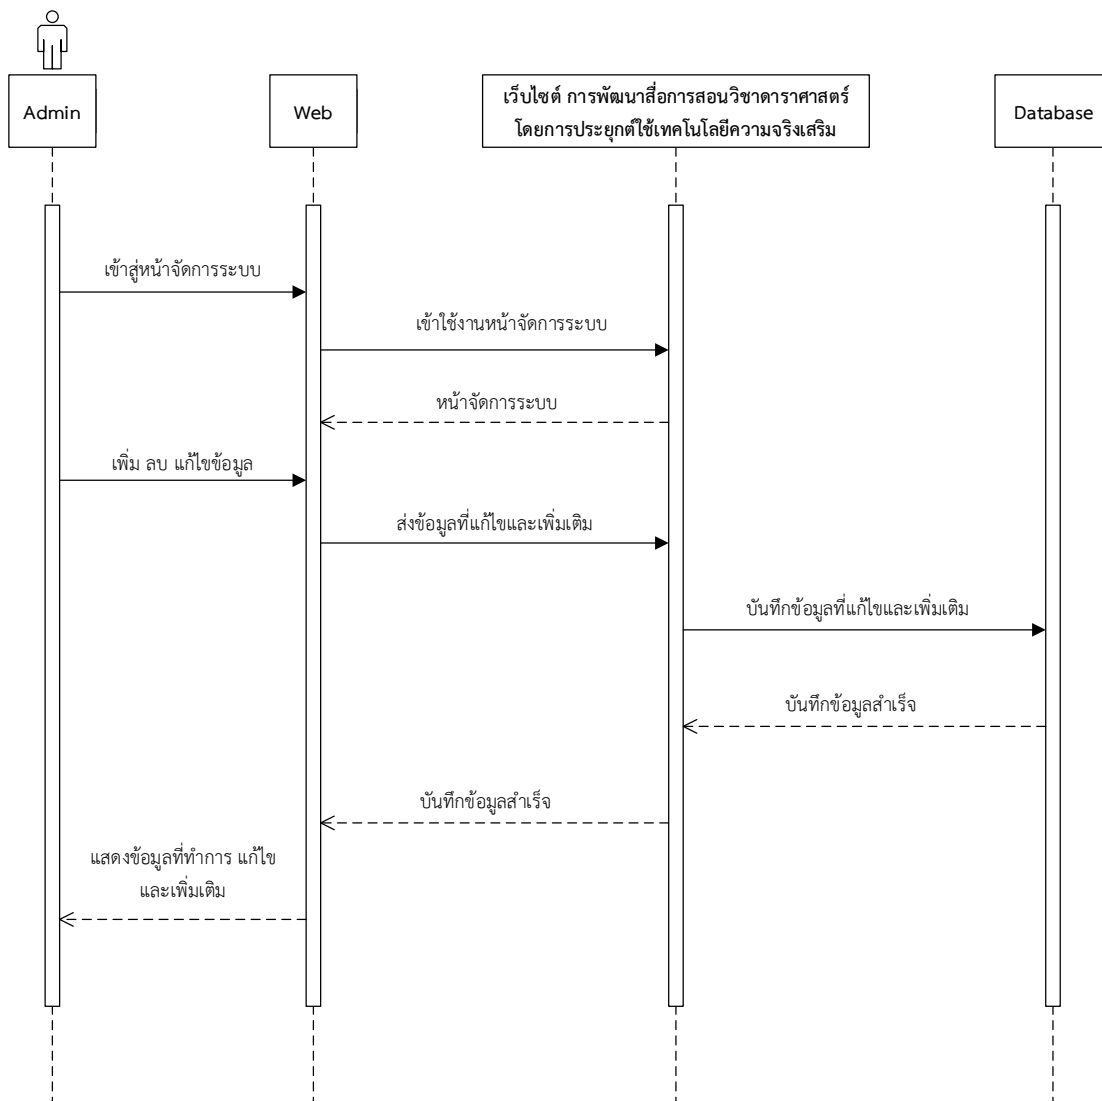 Admin
Web
เว็บไซต์ การพัฒนาสื่อการสอนวิชาดาราศาสตร์
โดยการประยุกต์ใช้เทคโนโลยีความจริงเสริม
Database
เข้าสู่หน้าจัดการระบบ
เข้าใช้งานหน้าจัดการระบบ
หน้าจัดการระบบ
เพิ่ม ลบ แก้ไขข้อมูล
ส่งข้อมูลที่แก้ไขและเพิ่มเติม
บันทึกข้อมูลที่แก้ไขและเพิ่มเติม
บันทึกข้อมูลสำเร็จ
บันทึกข้อมูลสำเร็จ
แสดงข้อมูลที่ทำการ แก้ไข
และเพิ่มเติม